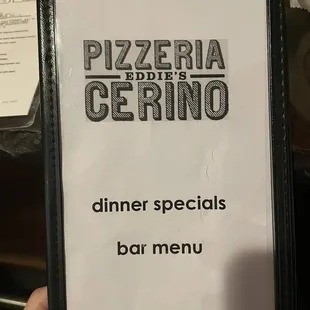 PIZZERIA
EDDIE'S
CERINO
dinner specials
bar menu